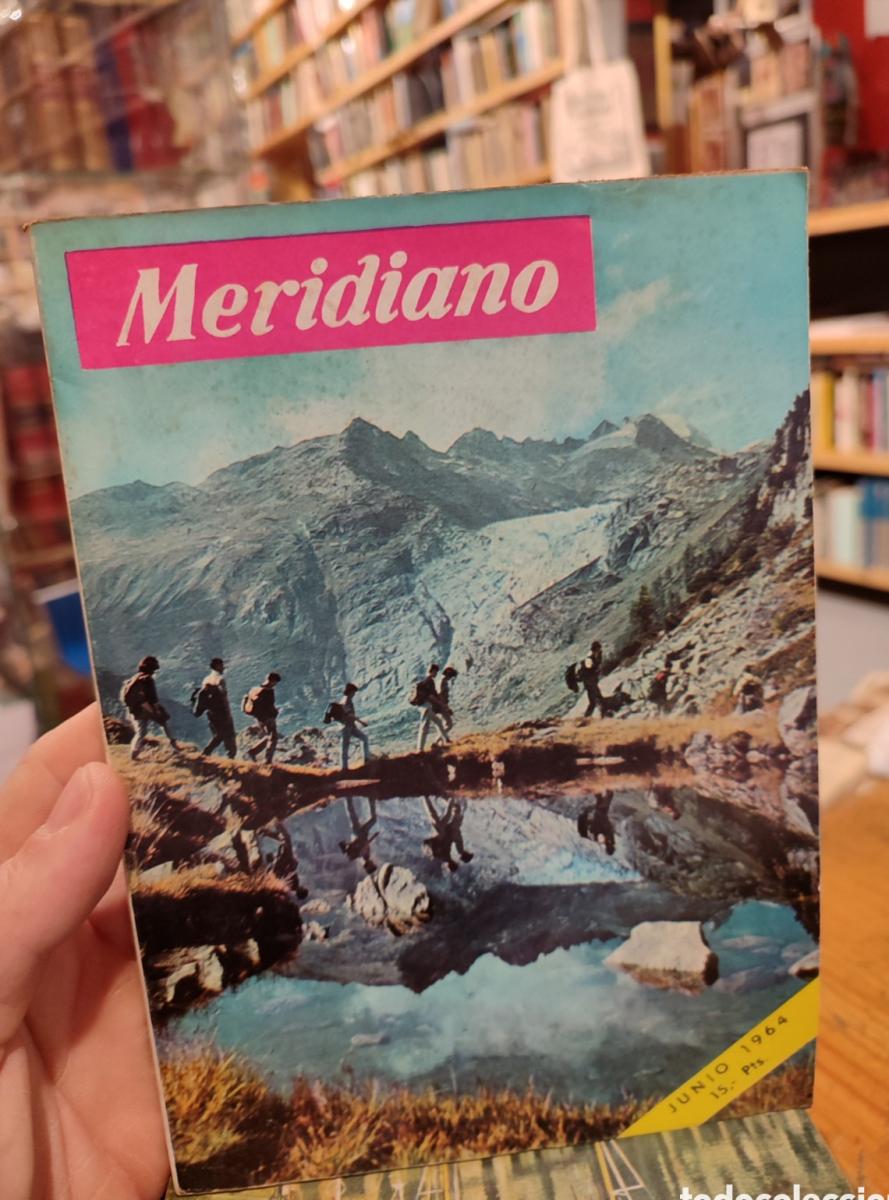 Meridiano
JUNIO 1964
15,- Pts.
todocoleccio